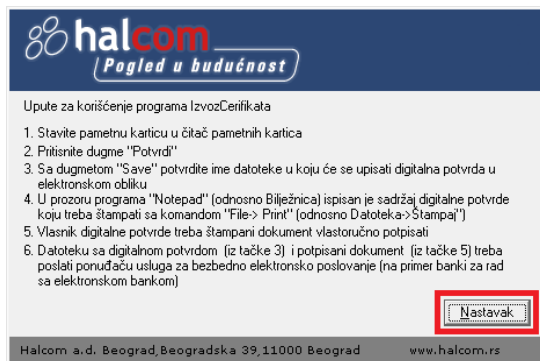 halcom
Pogled u budućnost
Upute za korišćenje programa IzvozCerifikata
1. Stavite pametnu karticu u čitač pametnih kartica
2. Pritisnite dugme "Potvrdi"
3. Sa dugmetom "Save" potvrdite ime datoteke u koju će se upisati digitalna potvrda u
elektronskom obliku
4. U prozoru programa "Notepad" (odnosno Bilježnica) ispisan je sadržaj digitalne potvrde
koju treba štampati sa komandom "File-> Print" (odnosno Datoteka->Štampaj")
5. Vlasnik digitalne potvrde treba štampani dokument vlastoručno potpisati
6. Datoteku sa digitalnom potvrdom (iz tačke 3) i potpisani dokument (iz tačke 5) treba
poslati ponuđaču usluga za bezbedno elektronsko poslovanje (na primer banki za rad
sa elektronskom bankom)
Nastavak
Halcom a.d. Beograd,Beogradska 39,11000 Beograd www.halcom.rs